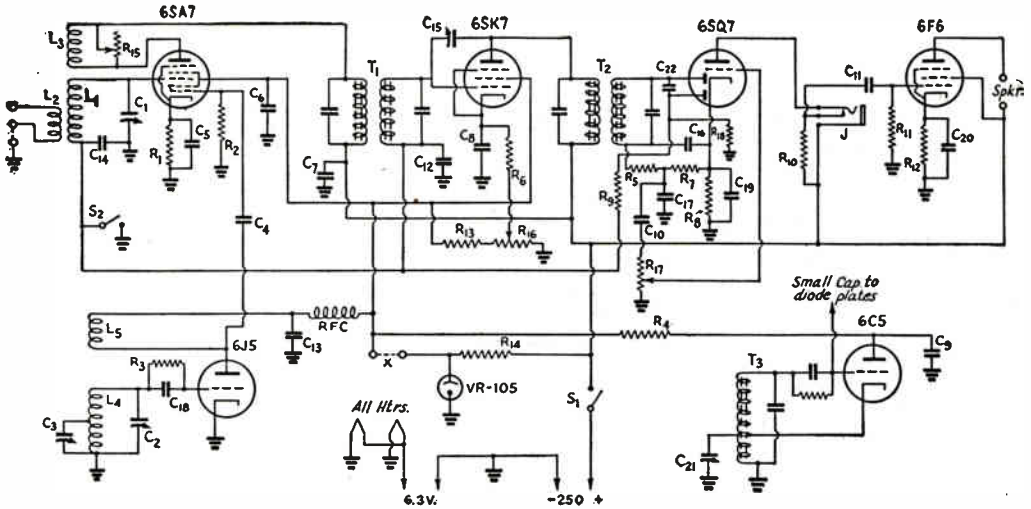 6SA7
6SK7
6SQ7
6F6
L3
R15
C15
L2
L1
C1
C14
R1
C5
R2
C6
T1
C7
C12
C8
R6
T2
C22
C16
R18
R5
R7
R9
C17
C10
R8
C19
R17
C11
R10
J
R11
R12
C20
Spkr.
S2
C4
R13
R16
L5
6J5
C13
RFC
X
R14
VR-105
R4
S1
Small Cap to
diode plates
6C5
C9
T3
C21
R3
C18
L4
C3
C2
All Htrs.
6.3V.
-250 +